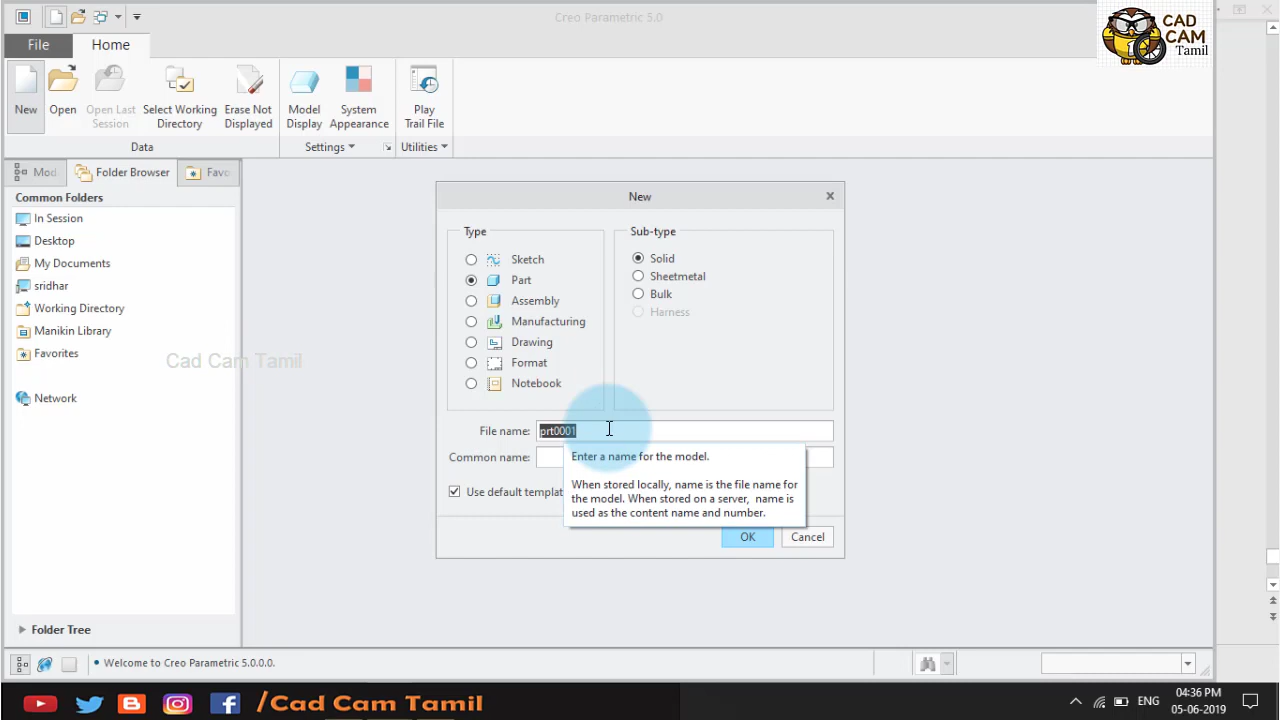 Creo Parametric 5.0
CAD
CAM
Tamil
File Home
New Open Open Last Session Select Working Directory Erase Not Displayed Model Display System Appearance Play Trail File
Data Settings Utilities
Mod Folder Browser Favo
Common Folders
In Session
Desktop
My Documents
sridhar
Working Directory
Manikin Library
Favorites
Network
Folder Tree
Cad Cam Tamil
New
Type Sub-type
Sketch Solid
Part Sheetmetal
Assembly Bulk
Manufacturing Harness
Drawing
Format
Notebook
File name: prt0001
Common name:
Enter a name for the model.
When stored locally, name is the file name for
the model. When stored on a server, name is
used as the content name and number.
Use default templat
OK Cancel
• Welcome to Creo Parametric 5.0.0.0.
/Cad Cam Tamil
ENG 04:36 PM
05-06-2019